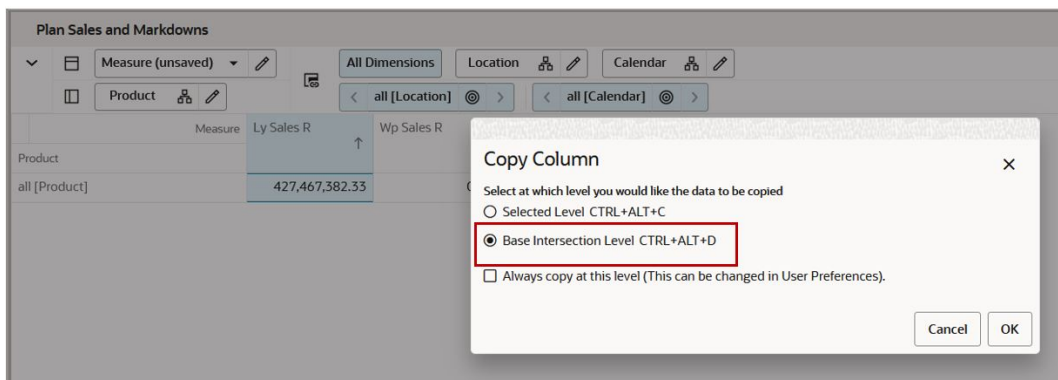 Plan Sales and Markdowns
Measure (unsaved) All Dimensions Location Calendar
Product all [Location] all [Calendar]
Measure Ly Sales R Wp Sales R
Product
all [Product] 427,467,382.33
Copy Column
Select at which level you would like the data to be copied
Selected Level CTRL+ALT+C
Base Intersection Level CTRL+ALT+D
Always copy at this level (This can be changed in User Preferences).
Cancel OK